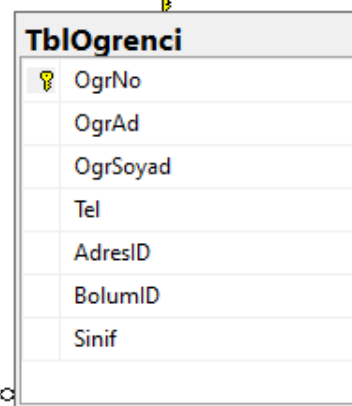 TblOgrenci
OgrNo
OgrAd
OgrSoyad
Tel
AdresID
BolumID
Sinif